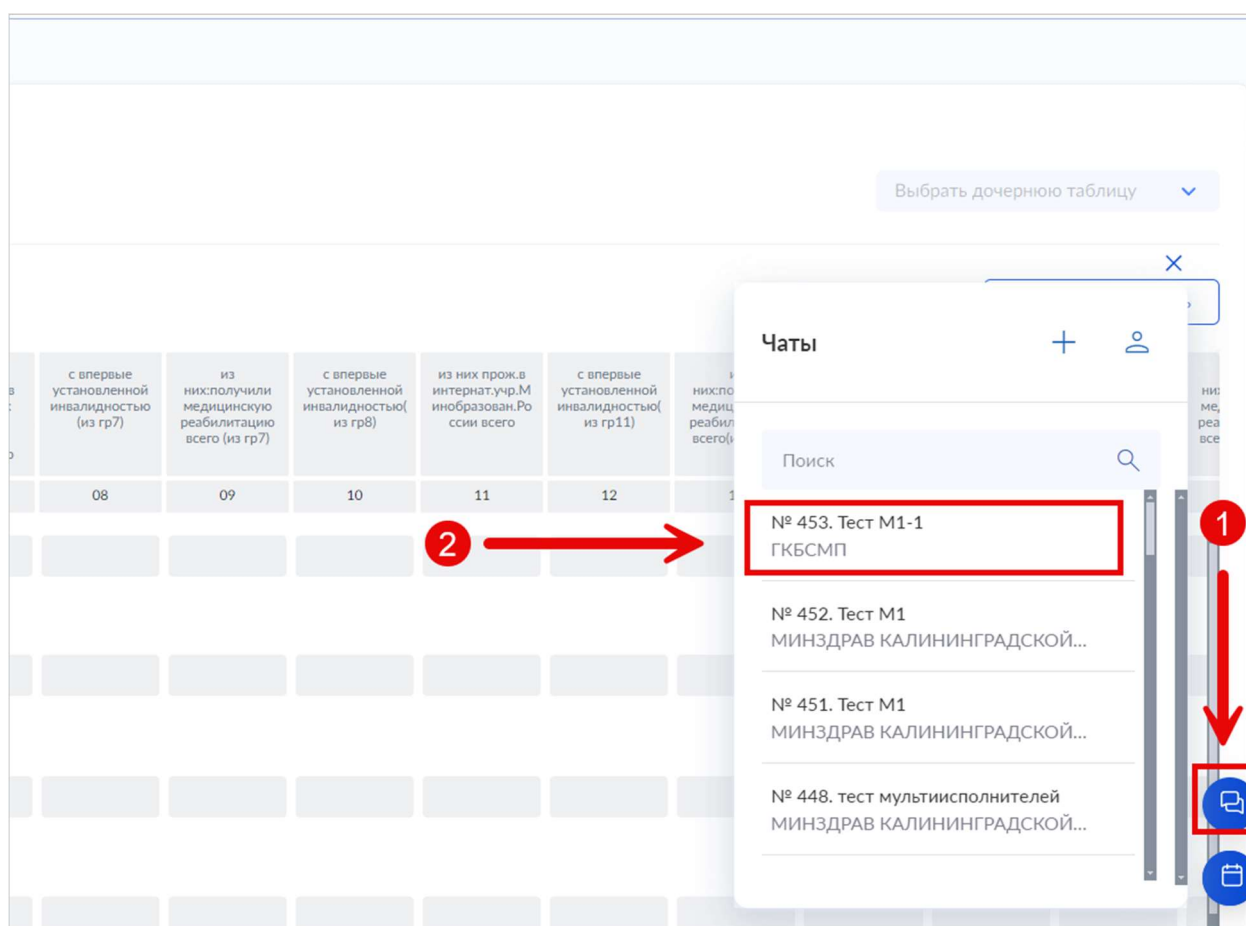 Выбрать дочернюю таблицу
Чаты
с впервые
установленной
инвалидностью
(из гр7)
из
них:получили
медицинскую
реабилитацию
всего (из гр7)
с впервые
установленной
инвалидностью(
из гр8)
из них прож.в
интернат.учр.М
инобразован.Ро
ссии всего
с впервые
установленной
инвалидностью(
из гр11)
08
09
10
11
12
Поиск
1
2
№ 453. Тест М1-1
ГКБСМП
№ 452. Тест М1
МИНЗДРАВ КАЛИНИНГРАДСКОЙ...
№ 451. Тест М1
МИНЗДРАВ КАЛИНИНГРАДСКОЙ...
№ 448. тест мультиисполнителей
МИНЗДРАВ КАЛИНИНГРАДСКОЙ...